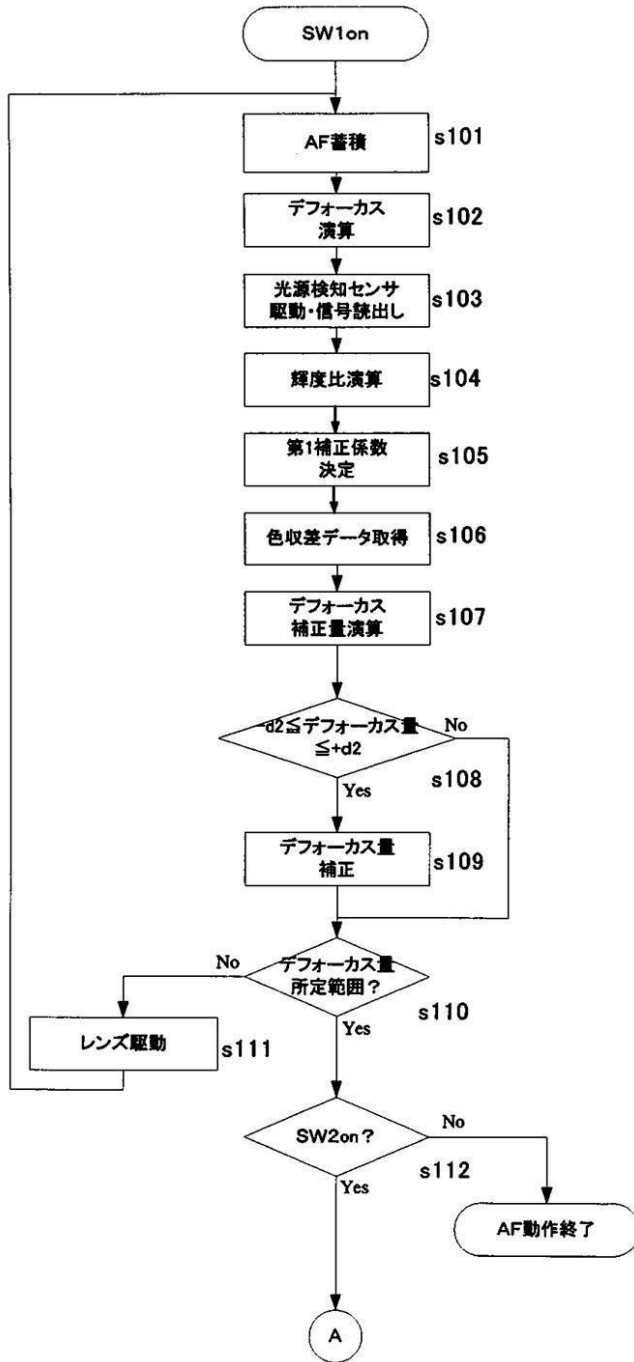 SW1on
AF蓄積
s101
デフォーカス
演算
s102
光源検知センサ
駆動・信号読出し
s103
輝度比演算
s104
第1補正係数
決定
s105
色収差データ取得
s106
デフォーカス
補正量演算
s107
-d2≦デフォーカス量
≦+d2
No
s108
Yes
デフォーカス量
補正
s109
デフォーカス量
所定範囲?
No
s110
Yes
レンズ駆動
s111
SW2on?
No
s112
Yes
AF動作終了
A